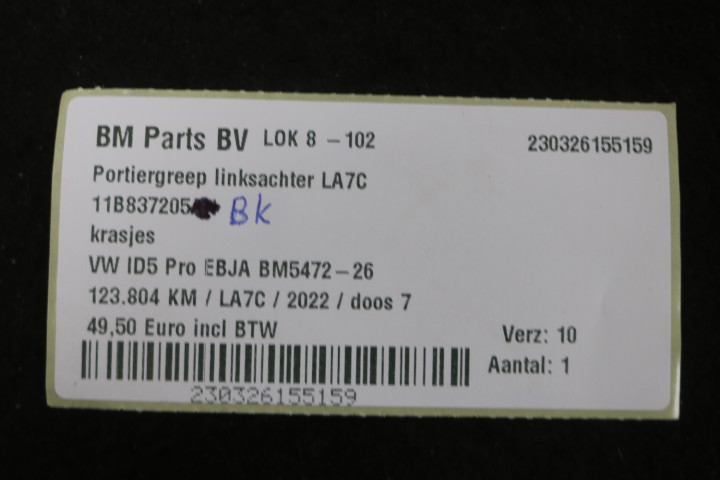 BM Parts BV LOK 8 - 102 230326155159
Portiergreep linksachter LA7C
11B837205 Bk
krasjes
VW ID5 Pro EBJA BM5472-26
123.804 KM / LA7C / 2022 / doos 7
49,50 Euro incl BTW Verz: 10
Aantal: 1
230326155159